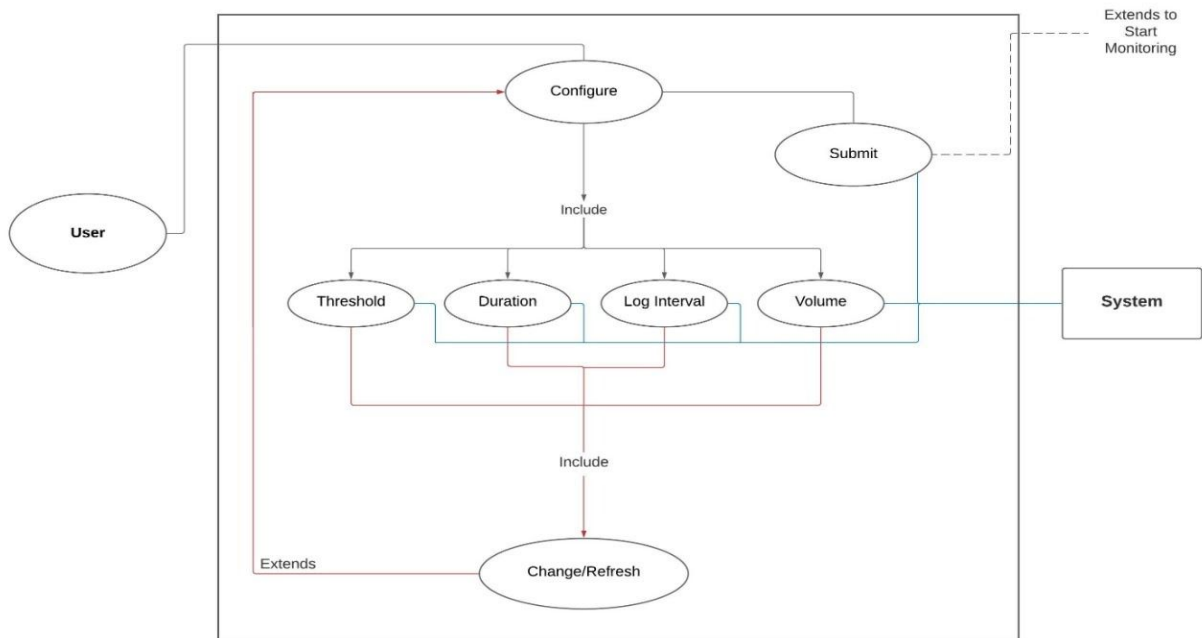 Extends to
Start
Monitoring
Configure
Submit
Include
User
Threshold
Duration
Log Interval
Volume
System
Include
Extends
Change/Refresh